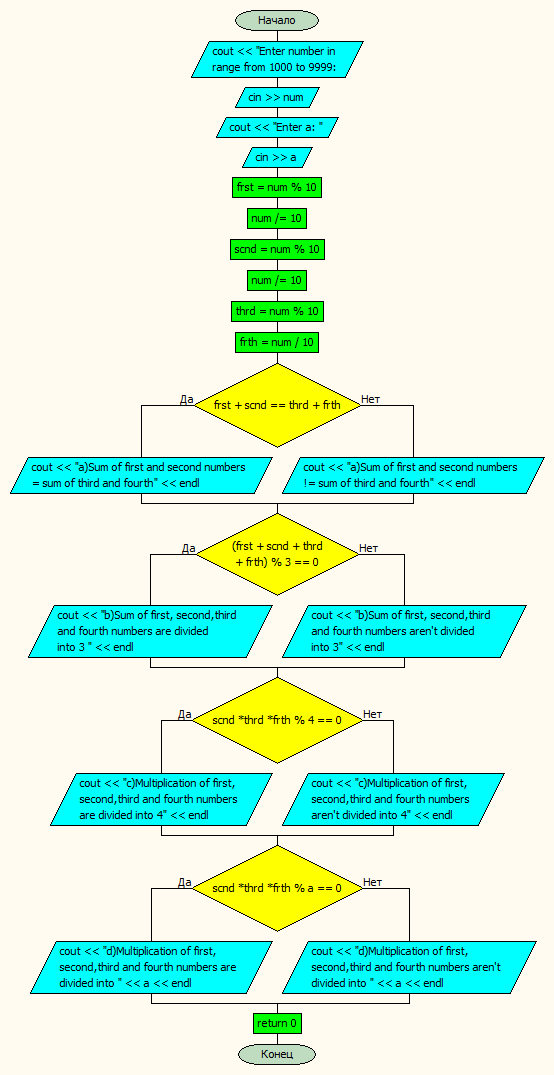 Начало
cout << "Enter number in
range from 1000 to 9999:
cin >> num
cout << "Enter a: "
cin >> a
frst = num % 10
num /= 10
scnd = num % 10
num /= 10
thrd = num % 10
frth = num / 10
Да
frst + scnd == thrd + frth
Нет
cout << "a)Sum of first and second numbers
= sum of third and fourth" << endl
cout << "a)Sum of first and second numbers
!= sum of third and fourth" << endl
Да
(frst + scnd + thrd
+ frth) % 3 == 0
Нет
cout << "b)Sum of first, second,third
and fourth numbers are divided
into 3 " << endl
cout << "b)Sum of first, second,third
and fourth numbers aren't divided
into 3" << endl
Да
scnd *thrd *frth % 4 == 0
Нет
cout << "c)Multiplication of first,
second,third and fourth numbers
are divided into 4" << endl
cout << "c)Multiplication of first,
second,third and fourth numbers
aren't divided into 4" << endl
Да
scnd *thrd *frth % a == 0
Нет
cout << "d)Multiplication of first,
second,third and fourth numbers are
divided into " << a << endl
cout << "d)Multiplication of first,
second,third and fourth numbers aren't
divided into " << a << endl
return 0
Конец